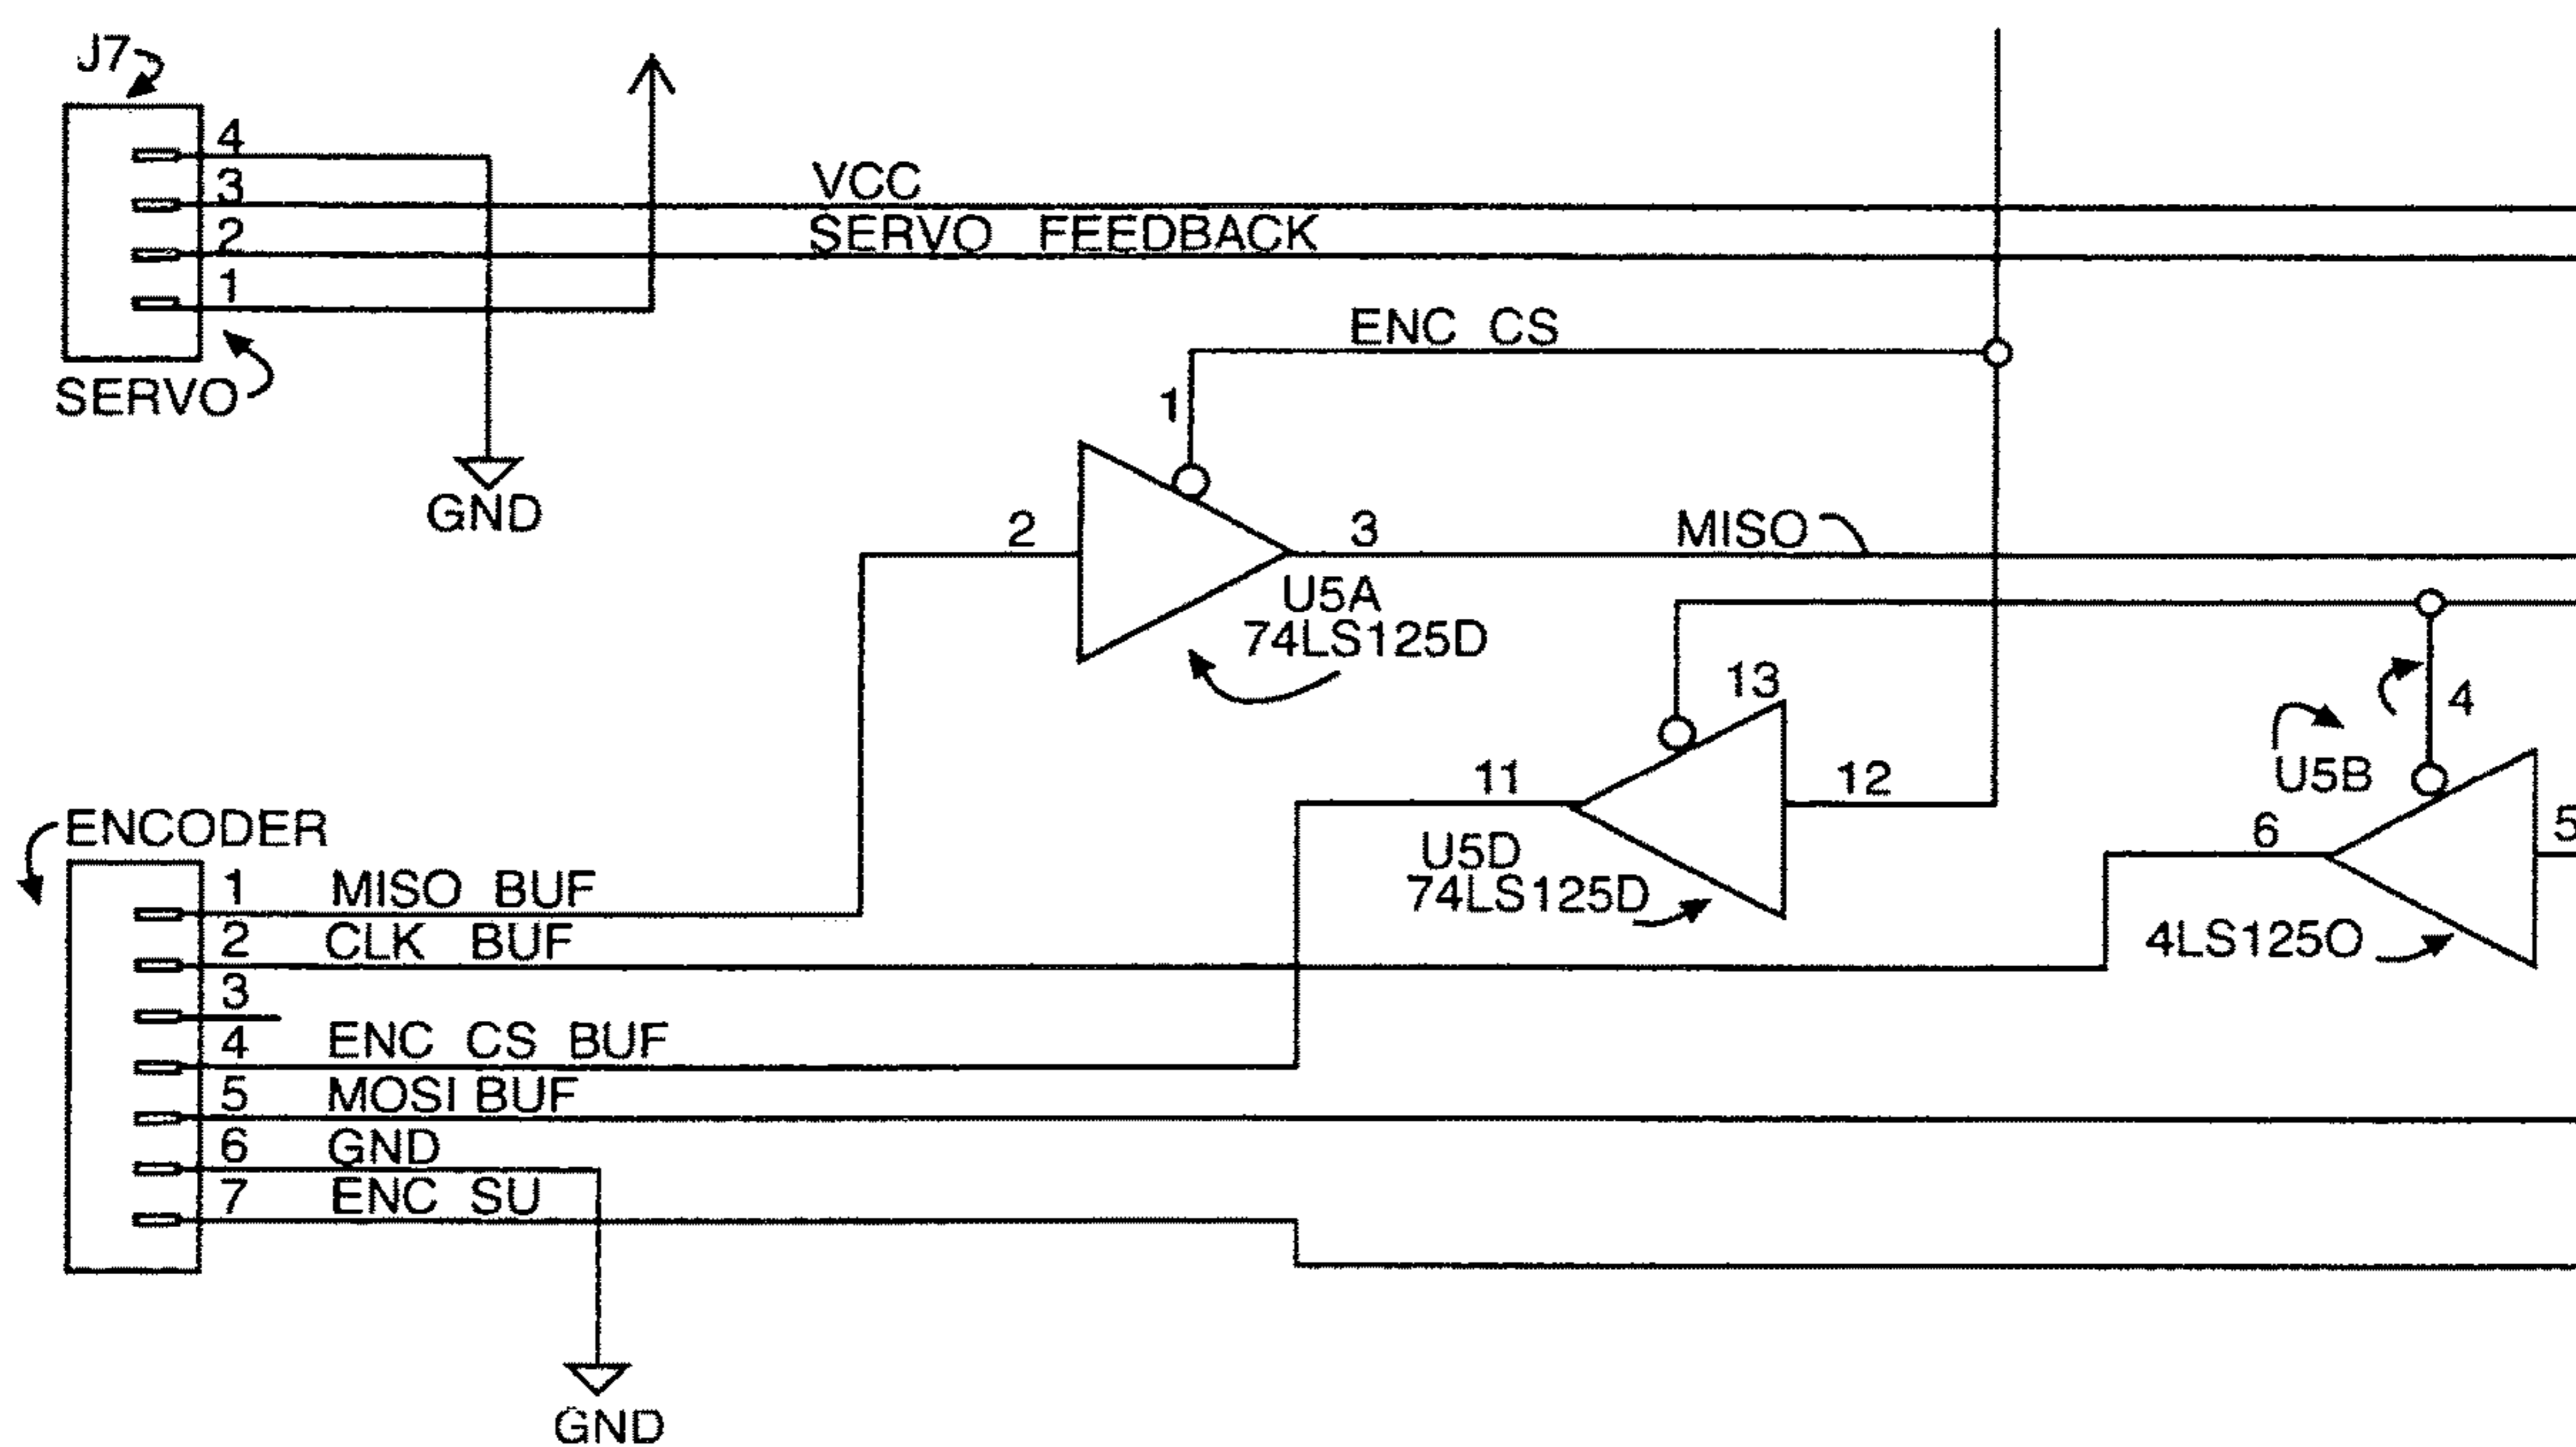 J7
4
3
2
1
SERVO
VCC
SERVO FEEDBACK
GND
ENC CS
1
2
3
MISO
U5A
74LS125D
13
11
12
U5D
74LS125D
4
U5B
6
5
4LS125O
ENCODER
1 MISO BUF
2 CLK BUF
3
4 ENC CS BUF
5 MOSI BUF
6 GND
7 ENC SU
GND